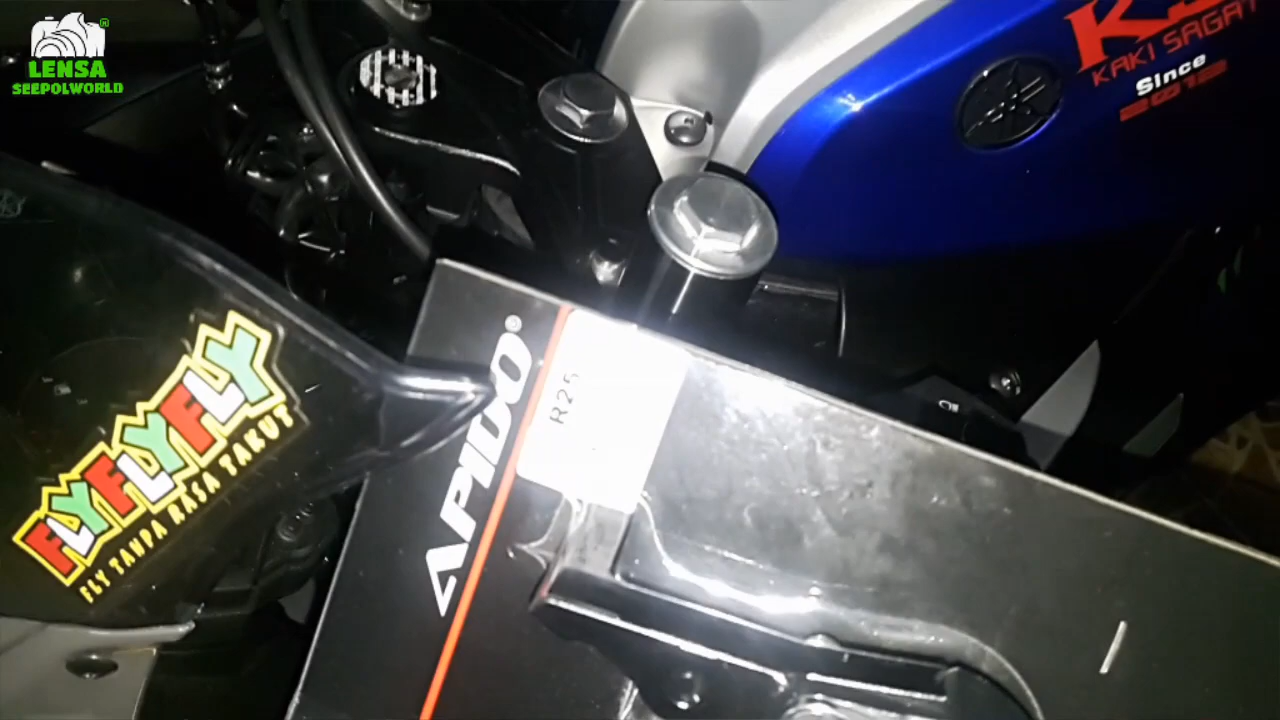 LENSA
SEEPOLWORLD
KAKI SAGAT
Since
2012
APIDO
R25
FLYFLYFLY
FLY TANPA RASA TAKUT